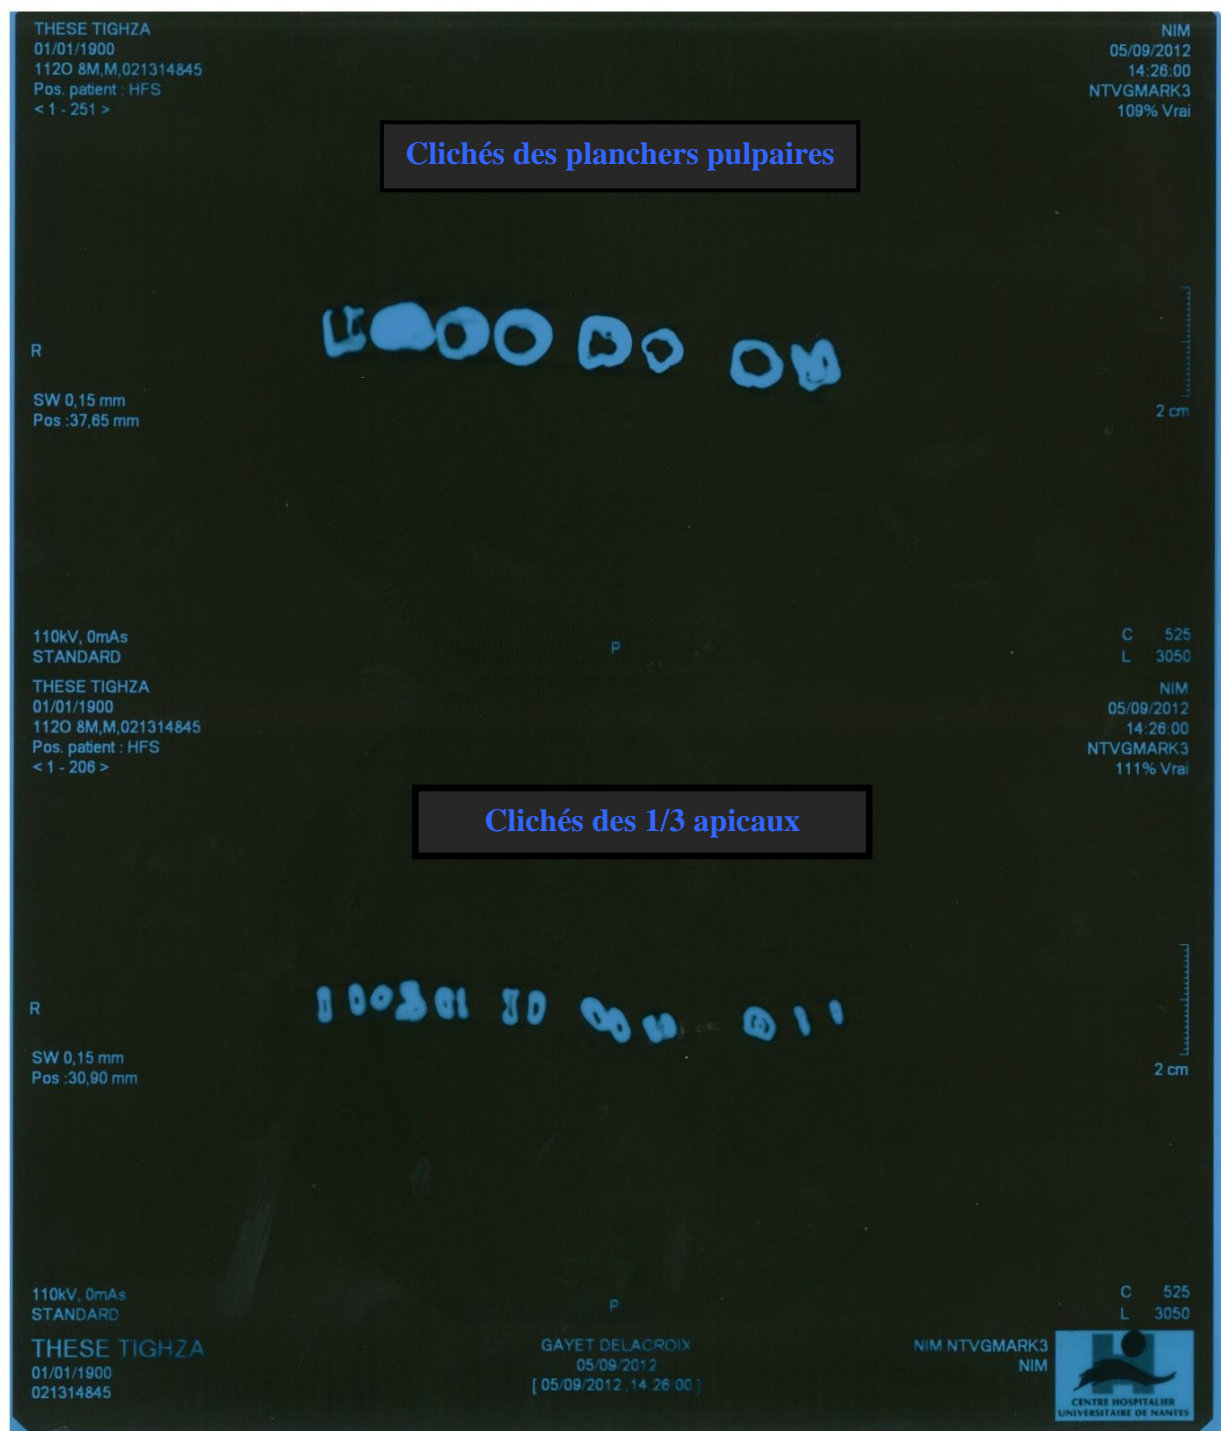 THESE TIGHZA
01/01/1900
112O 8M,M,021314845
Pos. patient : HFS
< 1 - 251 >
NIM
05/09/2012
14:26:00
NTVGMARK3
109% Vrai
Clichés des planchers pulpaires
R
SW 0,15 mm
Pos :37,65 mm
2 cm
110kV, 0mAs
STANDARD
P
C 525
L 3050
THESE TIGHZA
01/01/1900
112O 8M,M,021314845
Pos. patient : HFS
< 1 - 206 >
NIM
05/09/2012
14:26:00
NTVGMARK3
111% Vrai
Clichés des 1/3 apicaux
R
SW 0,15 mm
Pos :30,90 mm
2 cm
110kV, 0mAs
STANDARD
P
C 525
L 3050
THESE TIGHZA
01/01/1900
021314845
GAYET DELACROIX
05/09/2012
[ 05/09/2012 ,14:26:00 ]
NIM NTVGMARK3
NIM
CENTRE HOSPITALIER
UNIVERSITAIRE DE NANTES